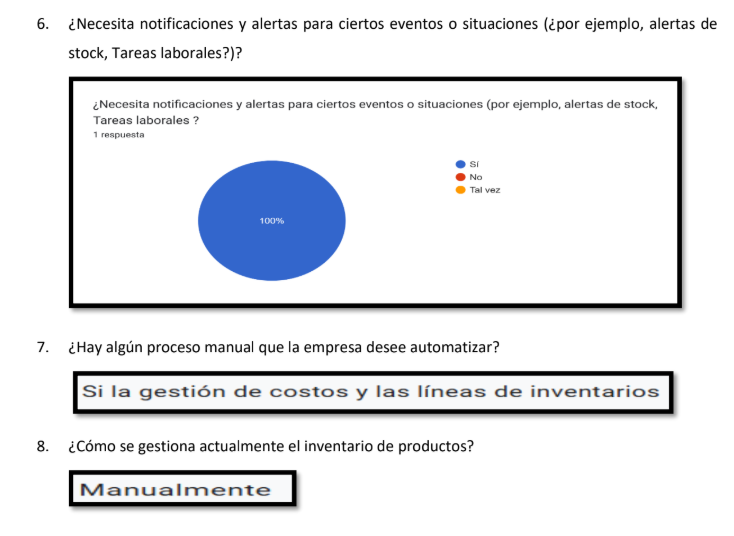 6. ¿Necesita notificaciones y alertas para ciertos eventos o situaciones (¿por ejemplo, alertas de
stock, Tareas laborales?)?
¿Necesita notificaciones y alertas para ciertos eventos o situaciones (por ejemplo, alertas de stock,
Tareas laborales ?
1 respuesta
Sí
No
Tal vez
100%
7. ¿Hay algún proceso manual que la empresa desee automatizar?
Si la gestión de costos y las líneas de inventarios
8. ¿Cómo se gestiona actualmente el inventario de productos?
Manualmente